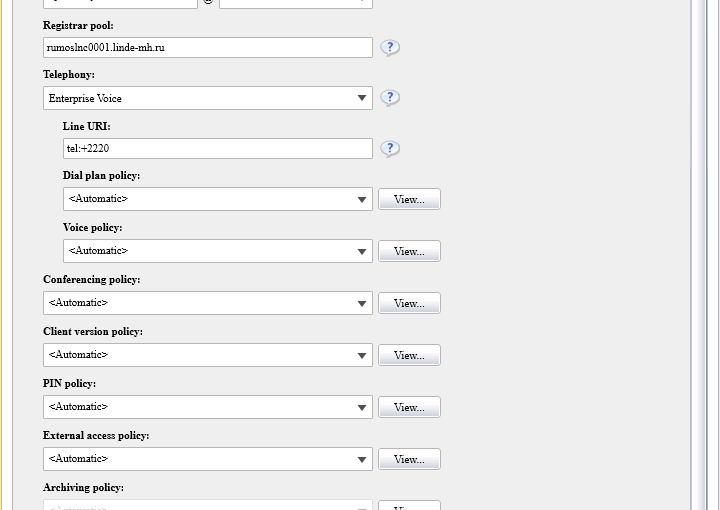 @
Registrar pool:
rumoslnc0001.linde-mh.ru
?
Telephony:
Enterprise Voice
?
Line URI:
tel:+2220
?
Dial plan policy:
<Automatic>
View...
Voice policy:
<Automatic>
View...
Conferencing policy:
<Automatic>
View...
Client version policy:
<Automatic>
View...
PIN policy:
<Automatic>
View...
External access policy:
<Automatic>
View...
Archiving policy:
<Automatic>
View...